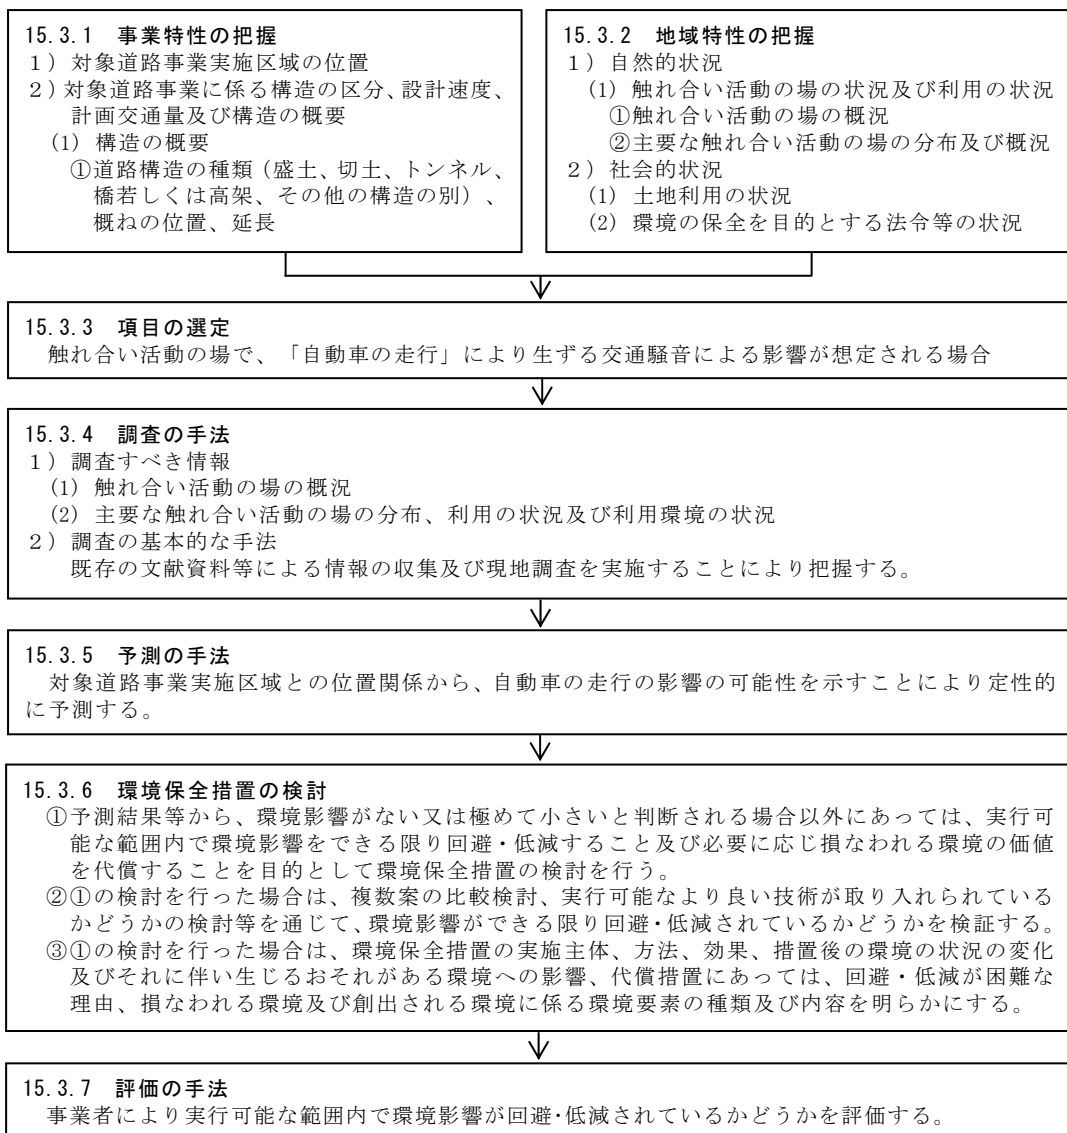 15.3.1 事業特性の把握
1）対象道路事業実施区域の位置
2）対象道路事業に係る構造の区分、設計速度、
計画交通量及び構造の概要
(1) 構造の概要
①道路構造の種類（盛土、切土、トンネル、
橋若しくは高架、その他の構造の別）、
概ねの位置、延長
15.3.2 地域特性の把握
1）自然的状況
(1) 触れ合い活動の場の状況及び利用の状況
①触れ合い活動の場の概況
②主要な触れ合い活動の場の分布及び概況
2）社会的状況
(1) 土地利用の状況
(2) 環境の保全を目的とする法令等の状況
15.3.3 項目の選定
触れ合い活動の場で、「自動車の走行」により生ずる交通騒音による影響が想定される場合
15.3.4 調査の手法
1）調査すべき情報
(1) 触れ合い活動の場の概況
(2) 主要な触れ合い活動の場の分布、利用の状況及び利用環境の状況
2）調査の基本的な手法
既存の文献資料等による情報の収集及び現地調査を実施することにより把握する。
15.3.5 予測の手法
対象道路事業実施区域との位置関係から、自動車の走行の影響の可能性を示すことにより定性的
に予測する。
15.3.6 環境保全措置の検討
①予測結果等から、環境影響がない又は極めて小さいと判断される場合以外にあっては、実行可
能な範囲内で環境影響をできる限り回避・低減すること及び必要に応じ損なわれる環境の価値
を代償することを目的として環境保全措置の検討を行う。
②①の検討を行った場合は、複数案の比較検討、実行可能なより良い技術が取り入れられている
かどうかの検討等を通じて、環境影響ができる限り回避・低減されているかどうかを検証する。
③①の検討を行った場合は、環境保全措置の実施主体、方法、効果、措置後の環境の状況の変化
及びそれに伴い生じるおそれがある環境への影響、代償措置にあっては、回避・低減が困難な
理由、損なわれる環境及び創出される環境に係る環境要素の種類及び内容を明らかにする。
15.3.7 評価の手法
事業者により実行可能な範囲内で環境影響が回避・低減されているかどうかを評価する。